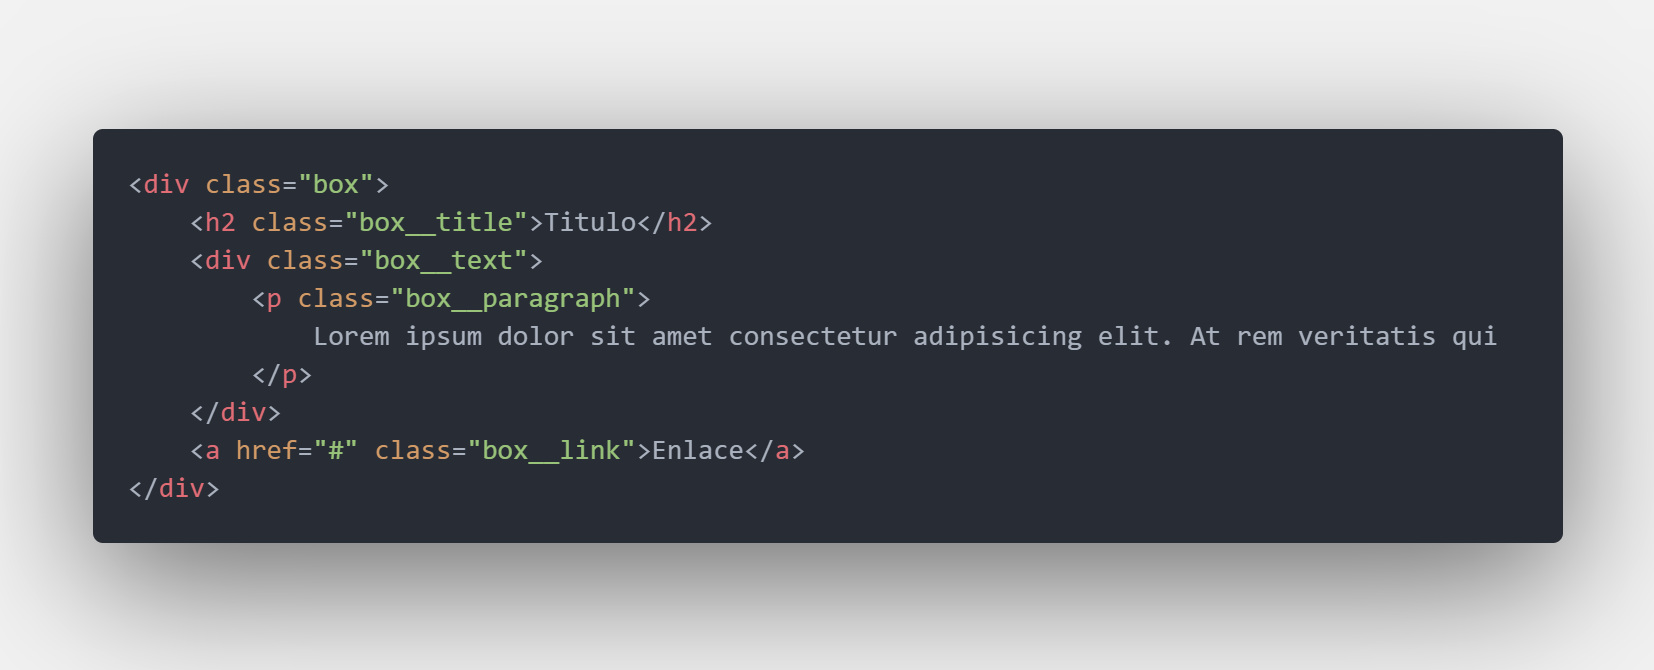 <div class="box">
    <h2 class="box__title">Titulo</h2>
    <div class="box__text">
        <p class="box__paragraph">
            Lorem ipsum dolor sit amet consectetur adipisicing elit. At rem veritatis qui
        </p>
    </div>
    <a href="#" class="box__link">Enlace</a>
</div>